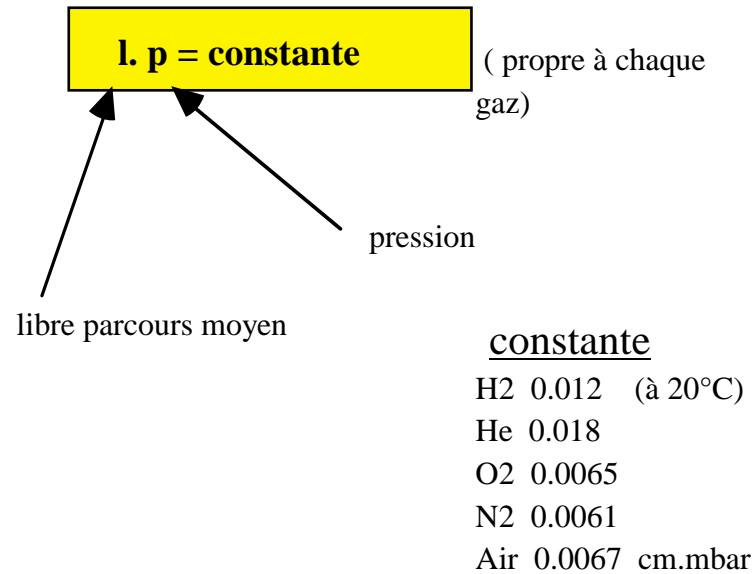 l. p = constante
( propre à chaque
gaz)
pression
libre parcours moyen
constante
H2 0.012 (à 20°C)
He 0.018
O2 0.0065
N2 0.0061
Air 0.0067 cm.mbar